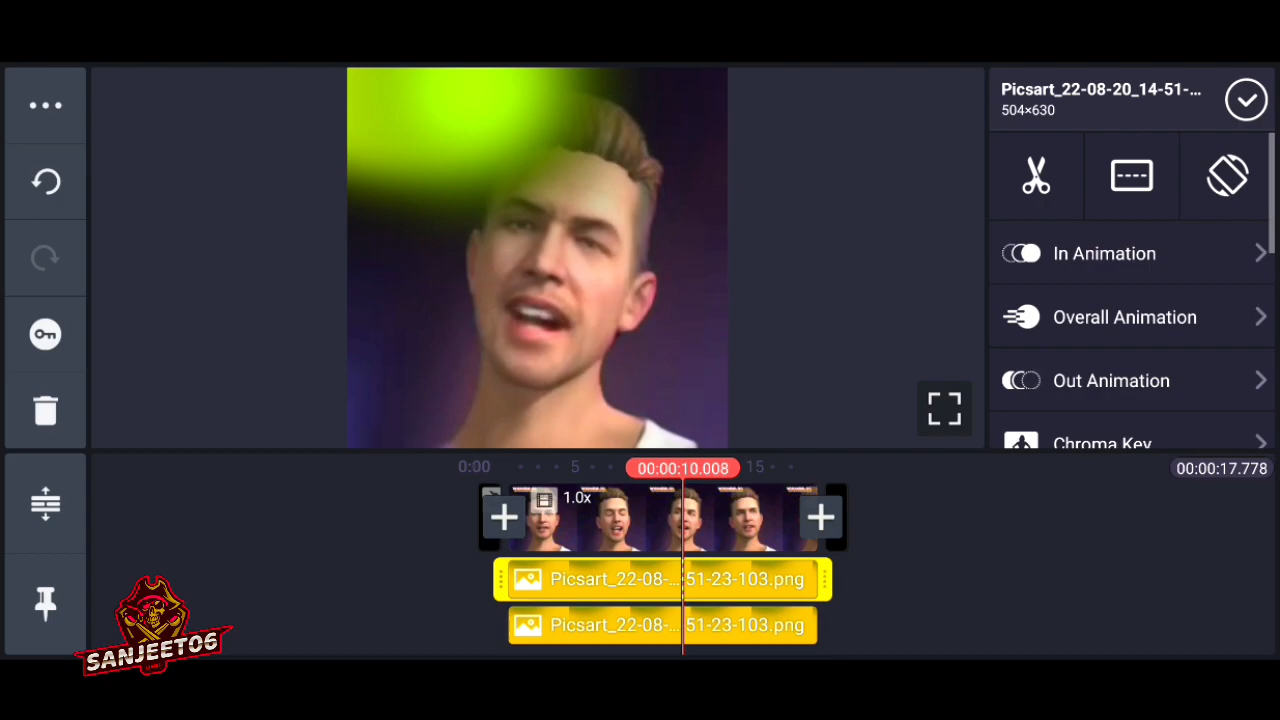 Picsart_22-08-20_14-51-...
504×630
In Animation
Overall Animation
Out Animation
Chroma Key
0:00
5
00:00:10.008
15
00:00:17.778
1.0x
Picsart_22-08-...51-23-103.png
Picsart_22-08-...51-23-103.png
SANJEET06